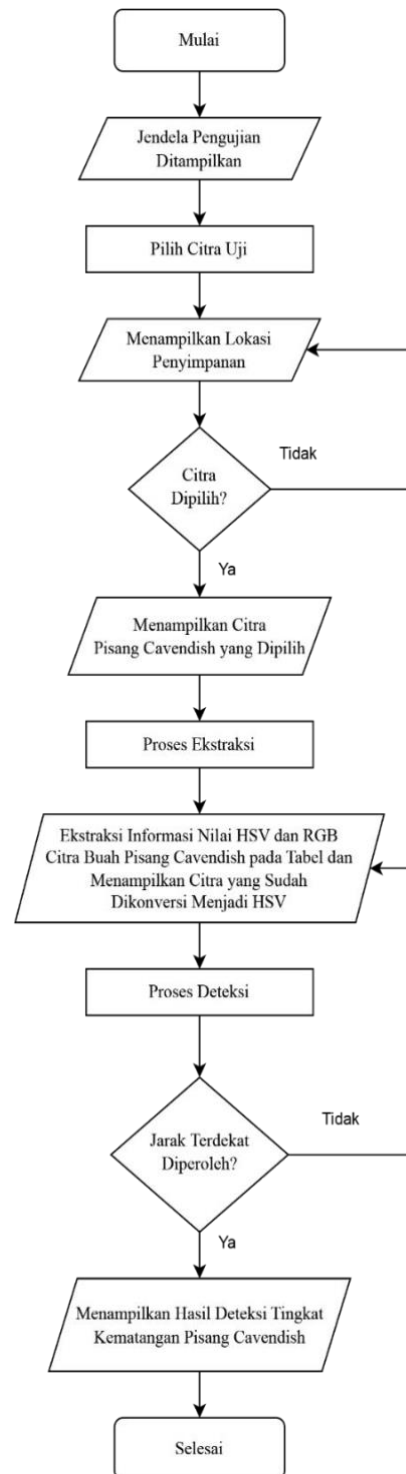 Mulai
Jendela Pengujian
Ditampilkan
Pilih Citra Uji
Menampilkan Lokasi
Penyimpanan
Citra
Dipilih?
Tidak
Ya
Menampilkan Citra
Pisang Cavendish yang Dipilih
Proses Ekstraksi
Ekstraksi Informasi Nilai HSV dan RGB
Citra Buah Pisang Cavendish pada Tabel dan
Menampilkan Citra yang Sudah
Dikonversi Menjadi HSV
Proses Deteksi
Jarak Terdekat
Diperoleh?
Tidak
Ya
Menampilkan Hasil Deteksi Tingkat
Kematangan Pisang Cavendish
Selesai